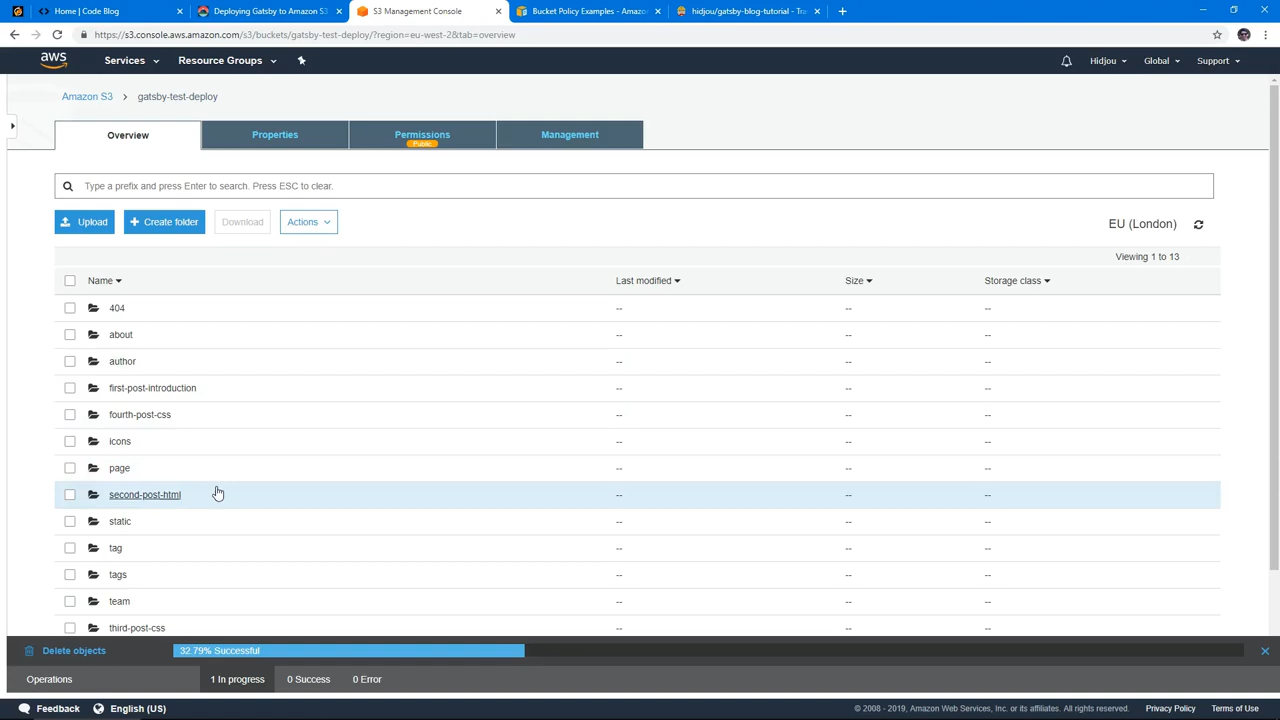 Home | Code Blog
Deploying Gatsby to Amazon S3
S3 Management Console
Bucket Policy Examples - Amazo
hidjou/gatsby-blog-tutorial - Tra
https://s3.console.aws.amazon.com/s3/buckets/gatsby-test-deploy/?region=eu-west-2&tab=overview
aws Services Resource Groups Hidjou Global Support
Amazon S3 gatsby-test-deploy
Overview Properties Permissions Management
Public
Type a prefix and press Enter to search. Press ESC to clear.
Upload Create folder Download Actions EU (London)
Viewing 1 to 13
Name Last modified Size Storage class
404 -- -- --
about -- -- --
author -- -- --
first-post-introduction -- -- --
fourth-post-css -- -- --
icons -- -- --
page -- -- --
second-post-html -- -- --
static -- -- --
tag -- -- --
tags -- -- --
team -- -- --
third-post-css -- -- --
Delete objects 32.79% Successful
Operations 1 In progress 0 Success 0 Error
Feedback English (US) © 2008 - 2019, Amazon Web Services, Inc. or its affiliates. All rights reserved. Privacy Policy Terms of Use